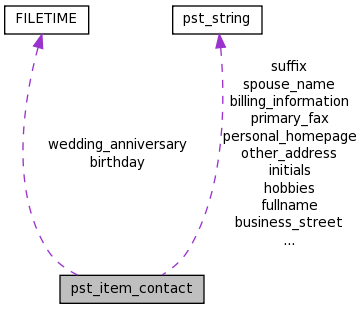 FILETIME
pst_string
wedding_anniversary
birthday
suffix
spouse_name
billing_information
primary_fax
personal_homepage
other_address
initials
hobbies
fullname
business_street
...
pst_item_contact